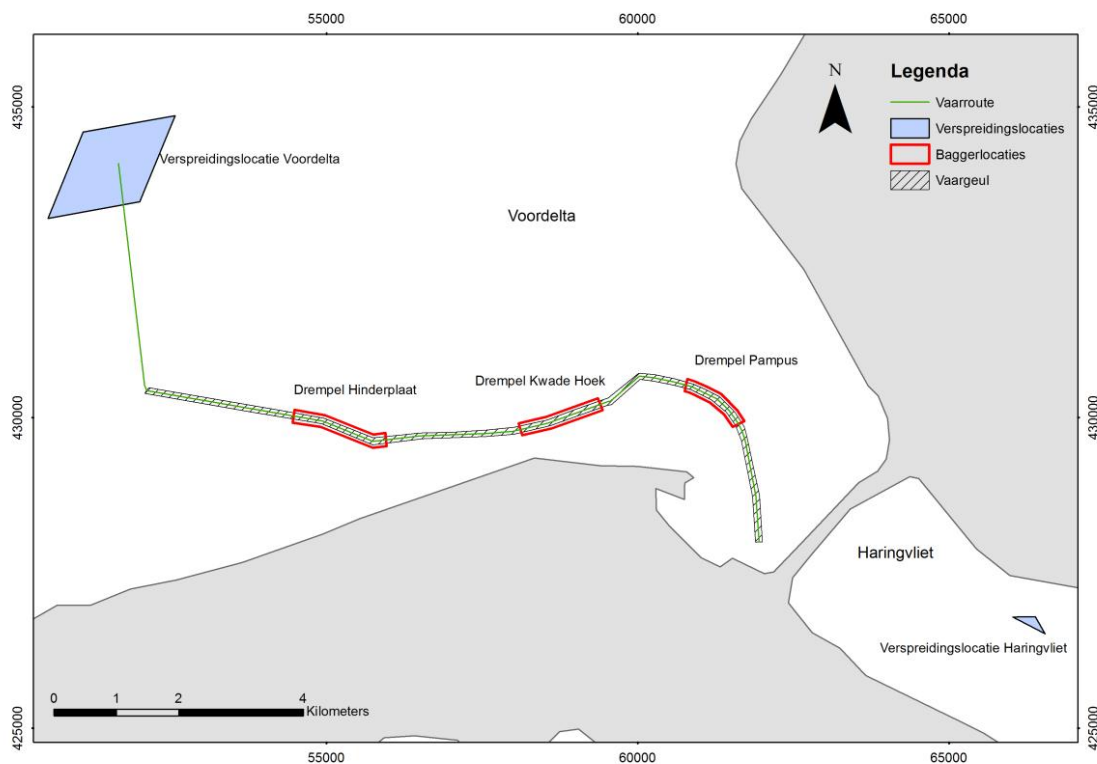 55000
60000
65000
N
Legenda
Vaarroute
Verspreidingslocaties
Baggerlocaties
Vaargeul
435000
435000
Verspreidingslocatie Voordelta
Voordelta
Drempel Pampus
Drempel Kwade Hoek
Drempel Hinderplaat
430000
430000
Haringvliet
Verspreidingslocatie Haringvliet
0 1 2 4
Kilometers
425000
425000
55000
60000
65000